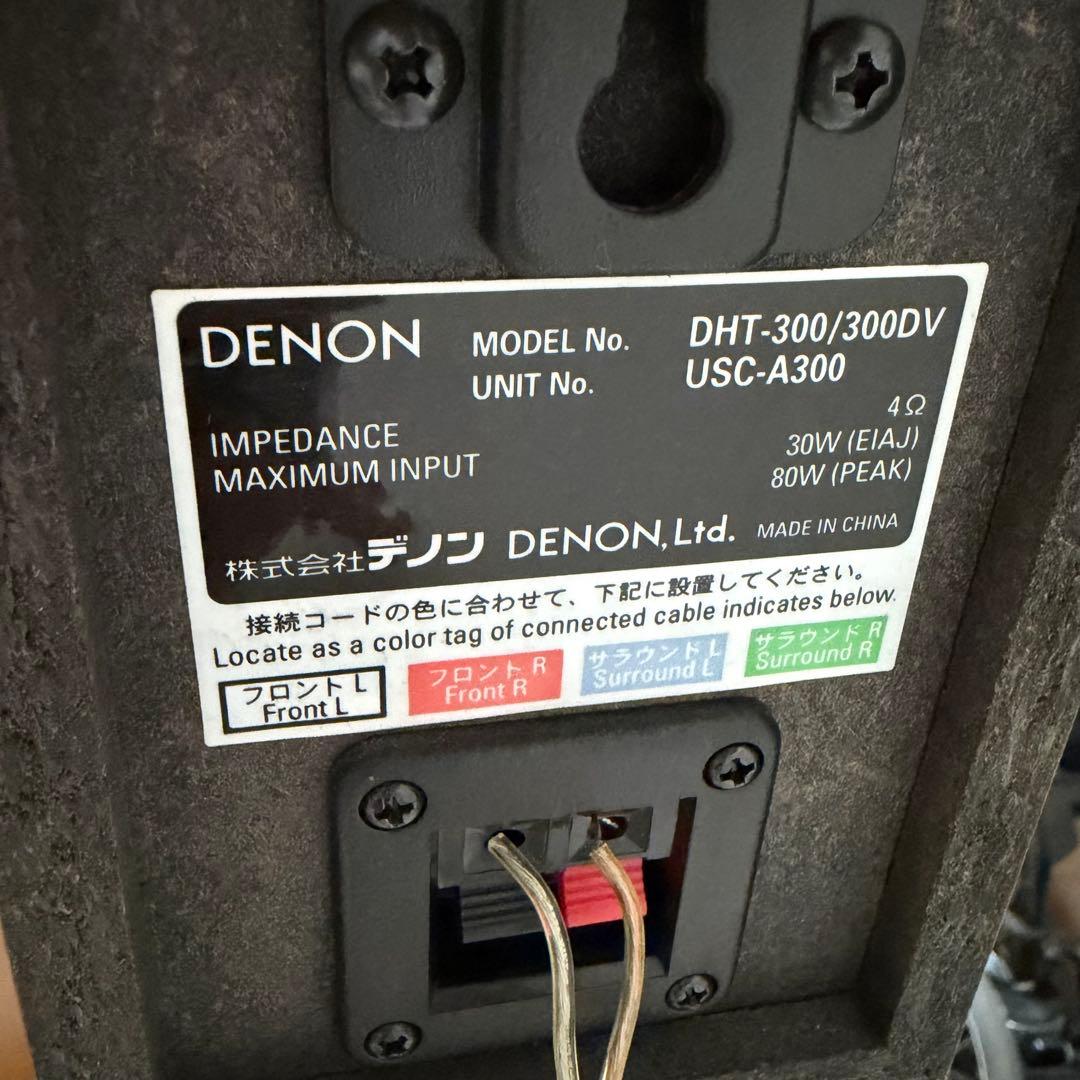 DENON
MODEL No. DHT-300/300DV
UNIT No. USC-A300
IMPEDANCE 4Ω
MAXIMUM INPUT 30W (EIAJ)
80W (PEAK)
株式会社デノン DENON, Ltd. MADE IN CHINA
接続コードの色に合わせて、下記に設置してください。
Locate as a color tag of connected cable indicates below.
フロント L
Front L
フロント R
Front R
サラウンド L
Surround L
サラウンド R
Surround R